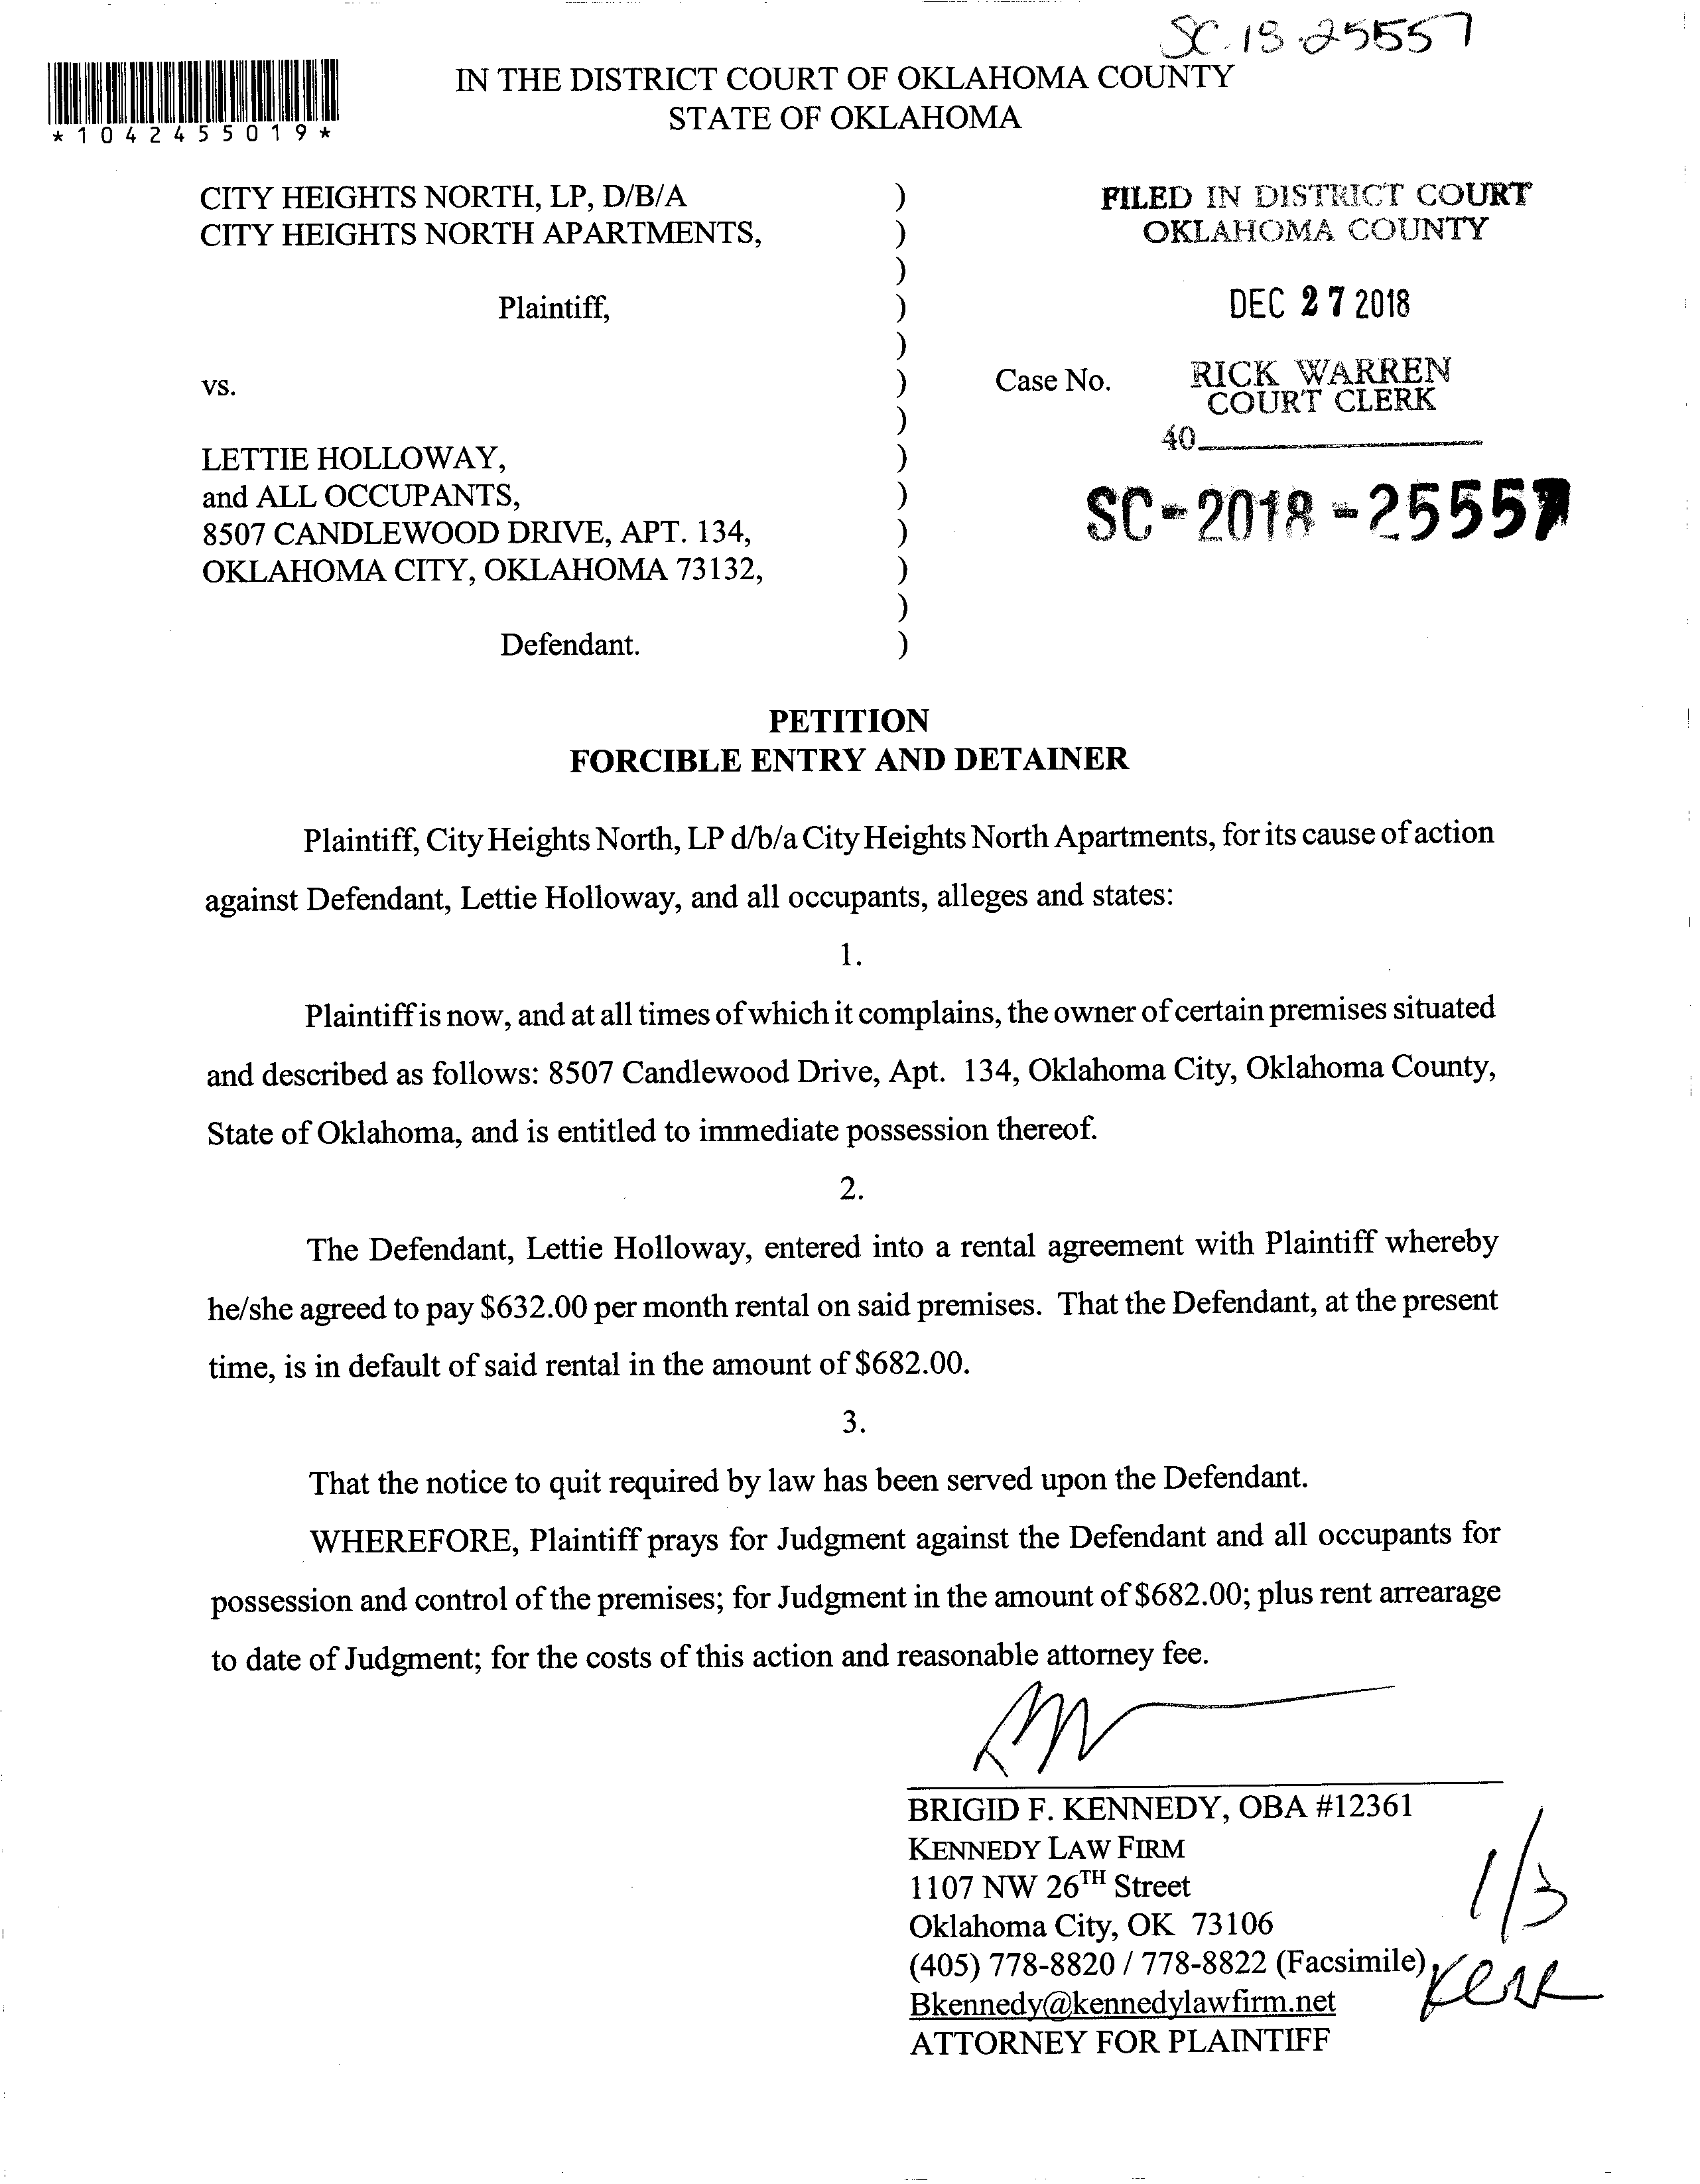 SC-18-25557
*1042455019*
IN THE DISTRICT COURT OF OKLAHOMA COUNTY
STATE OF OKLAHOMA
CITY HEIGHTS NORTH, LP, D/B/A )
CITY HEIGHTS NORTH APARTMENTS, )
)
Plaintiff, )
)
vs. )
)
LETTIE HOLLOWAY, )
and ALL OCCUPANTS, )
8507 CANDLEWOOD DRIVE, APT. 134, )
OKLAHOMA CITY, OKLAHOMA 73132, )
)
Defendant. )
FILED IN DISTRICT COURT
OKLAHOMA COUNTY
DEC 27 2018
Case No.
RICK WARREN
COURT CLERK
40
SC-2018-25557
PETITION
FORCIBLE ENTRY AND DETAINER
Plaintiff, City Heights North, LP d/b/a City Heights North Apartments, for its cause of action
against Defendant, Lettie Holloway, and all occupants, alleges and states:
1.
Plaintiff is now, and at all times of which it complains, the owner of certain premises situated
and described as follows: 8507 Candlewood Drive, Apt. 134, Oklahoma City, Oklahoma County,
State of Oklahoma, and is entitled to immediate possession thereof.
2.
The Defendant, Lettie Holloway, entered into a rental agreement with Plaintiff whereby
he/she agreed to pay $632.00 per month rental on said premises. That the Defendant, at the present
time, is in default of said rental in the amount of $682.00.
3.
That the notice to quit required by law has been served upon the Defendant.
WHEREFORE, Plaintiff prays for Judgment against the Defendant and all occupants for
possession and control of the premises; for Judgment in the amount of $682.00; plus rent arrearage
to date of Judgment; for the costs of this action and reasonable attorney fee.
BRIGID F. KENNEDY, OBA #12361
KENNEDY LAW FIRM
1107 NW 26TH Street
Oklahoma City, OK 73106
(405) 778-8820 / 778-8822 (Facsimile)
Bkennedy@kennedylawfirm.net
ATTORNEY FOR PLAINTIFF
1/3